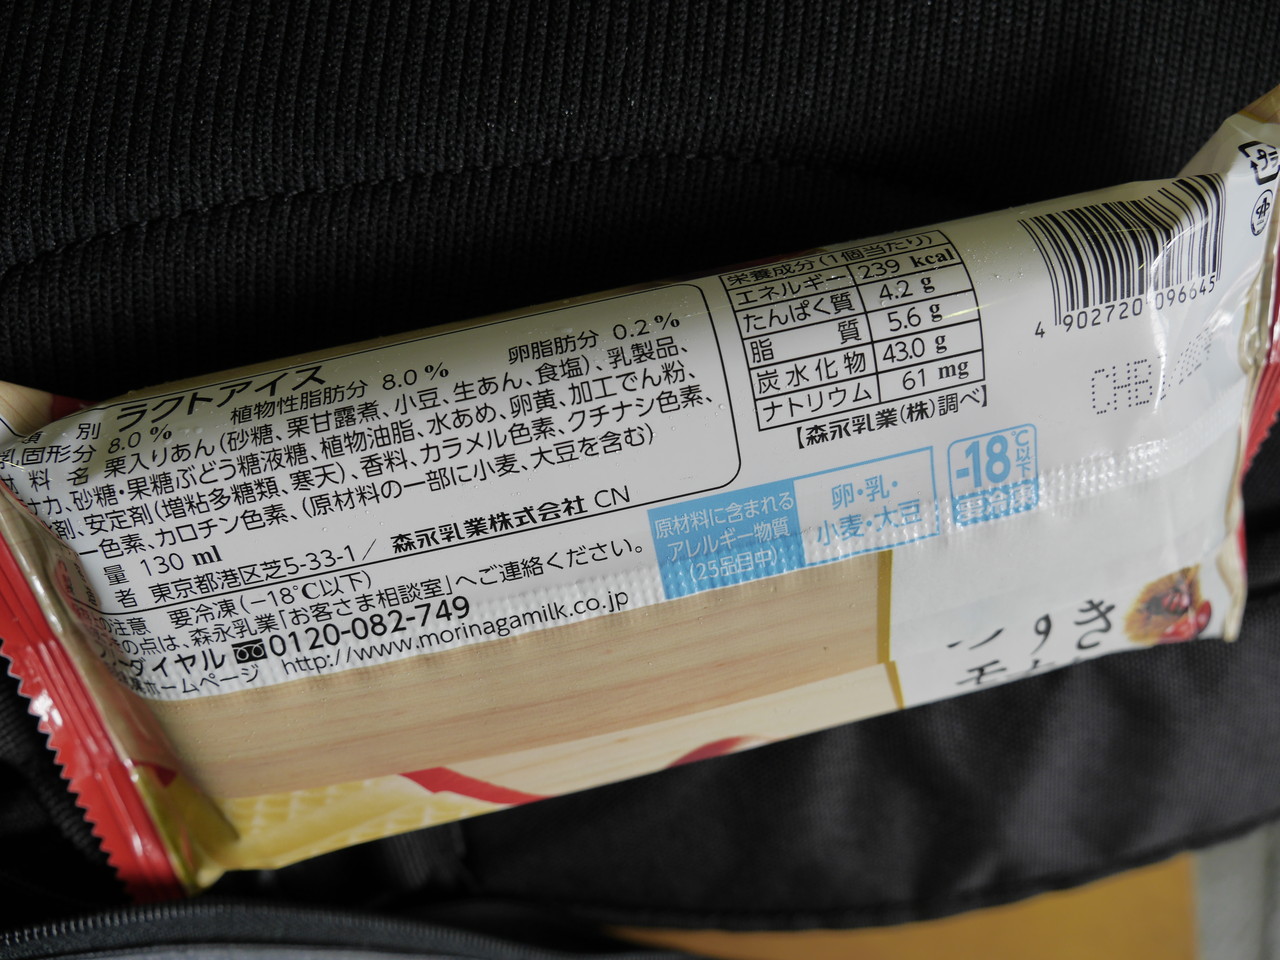 別 ラクトアイス
乳固形分 8.0% 植物性脂肪分 8.0% 卵脂肪分 0.2%
料名 栗入りあん(砂糖、栗甘露煮、小豆、生あん、食塩)、乳製品、
ナカ、砂糖・果糖ぶどう糖液糖、植物油脂、水あめ、卵黄、加工でん粉、
剤、安定剤(増粘多糖類、寒天)、香料、カラメル色素、クチナシ色素、
ー色素、カロチン色素、(原材料の一部に小麦、大豆を含む)
量 130 ml
者 森永乳業株式会社 CN
東京都港区芝5-33-1/
の注意 要冷凍(−18℃以下)
の点は、森永乳業「お客さま相談室」へご連絡ください。
ーダイヤル 0120-082-749
ホームページ http://www.morinagamilk.co.jp
栄養成分(1個当たり)
エネルギー 239 kcal
たんぱく質 4.2 g
脂質 5.6 g
炭水化物 43.0 g
ナトリウム 61 mg
【森永乳業(株)調べ】
原材料に含まれる
アレルギー物質
(25品目中)
卵・乳・
小麦・大豆
-18℃以下
要冷凍
4 902720 096645
プラ